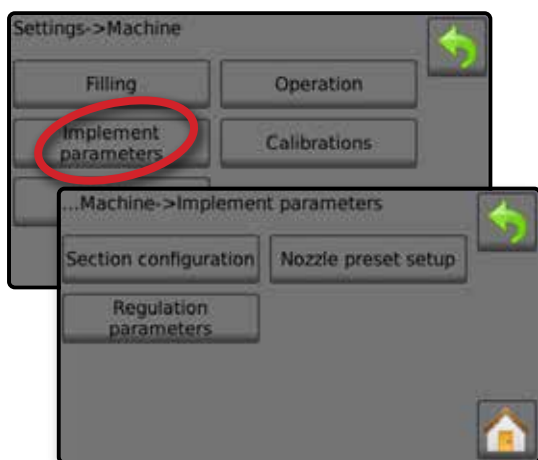 Settings->Machine
Filling
Operation
Implement
parameters
Calibrations
...Machine->Implement parameters
Section configuration
Nozzle preset setup
Regulation
parameters